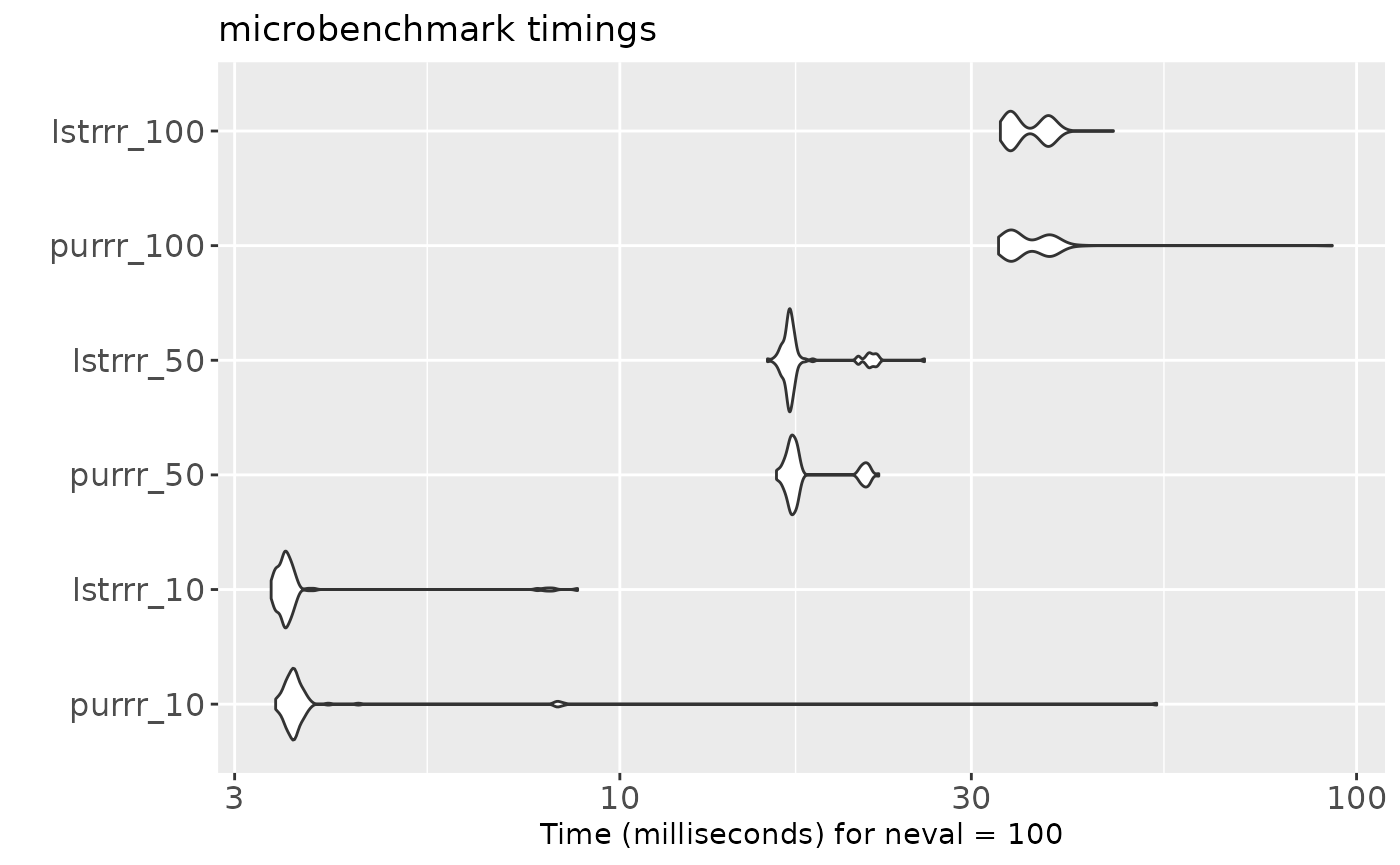 microbenchmark timings
lstrrr_100
purrr_100
lstrrr_50
purrr_50
lstrrr_10
purrr_10
3 10 30 100
Time (milliseconds) for neval = 100